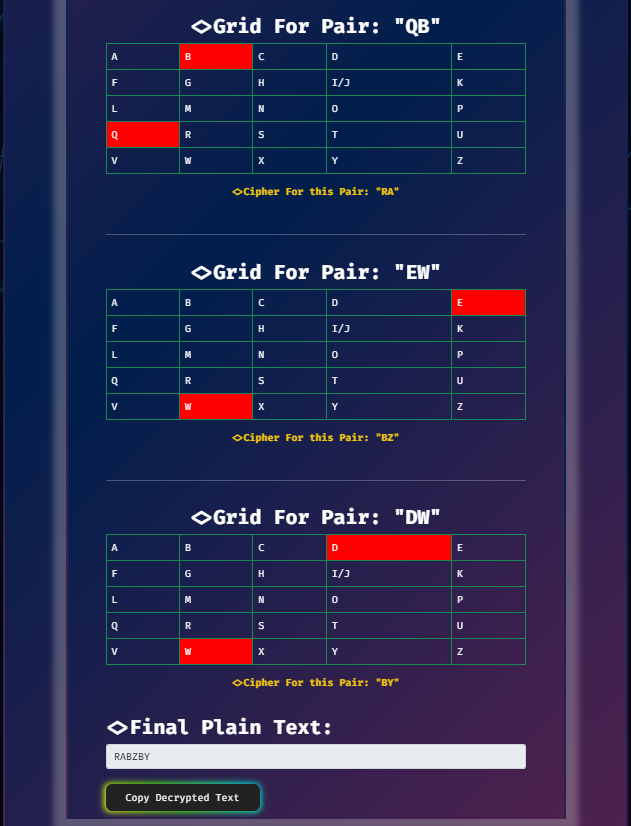 <>Grid For Pair: "QB"
A B C D E
F G H I/J K
L M N O P
Q R S T U
V W X Y Z
<>Cipher For this Pair: "RA"
<>Grid For Pair: "EW"
A B C D E
F G H I/J K
L M N O P
Q R S T U
V W X Y Z
<>Cipher For this Pair: "BZ"
<>Grid For Pair: "DW"
A B C D E
F G H I/J K
L M N O P
Q R S T U
V W X Y Z
<>Cipher For this Pair: "BY"
<>Final Plain Text:
RABZBY
Copy Decrypted Text